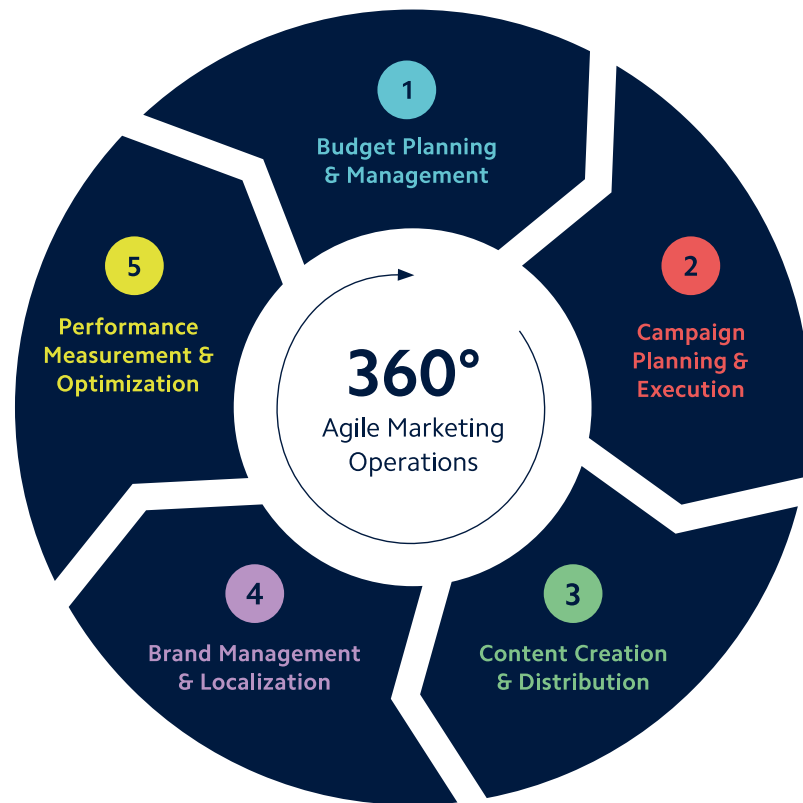 1
Budget Planning
& Management
2
Campaign
Planning &
Execution
3
Content Creation
& Distribution
4
Brand Management
& Localization
5
Performance
Measurement &
Optimization
360°
Agile Marketing
Operations